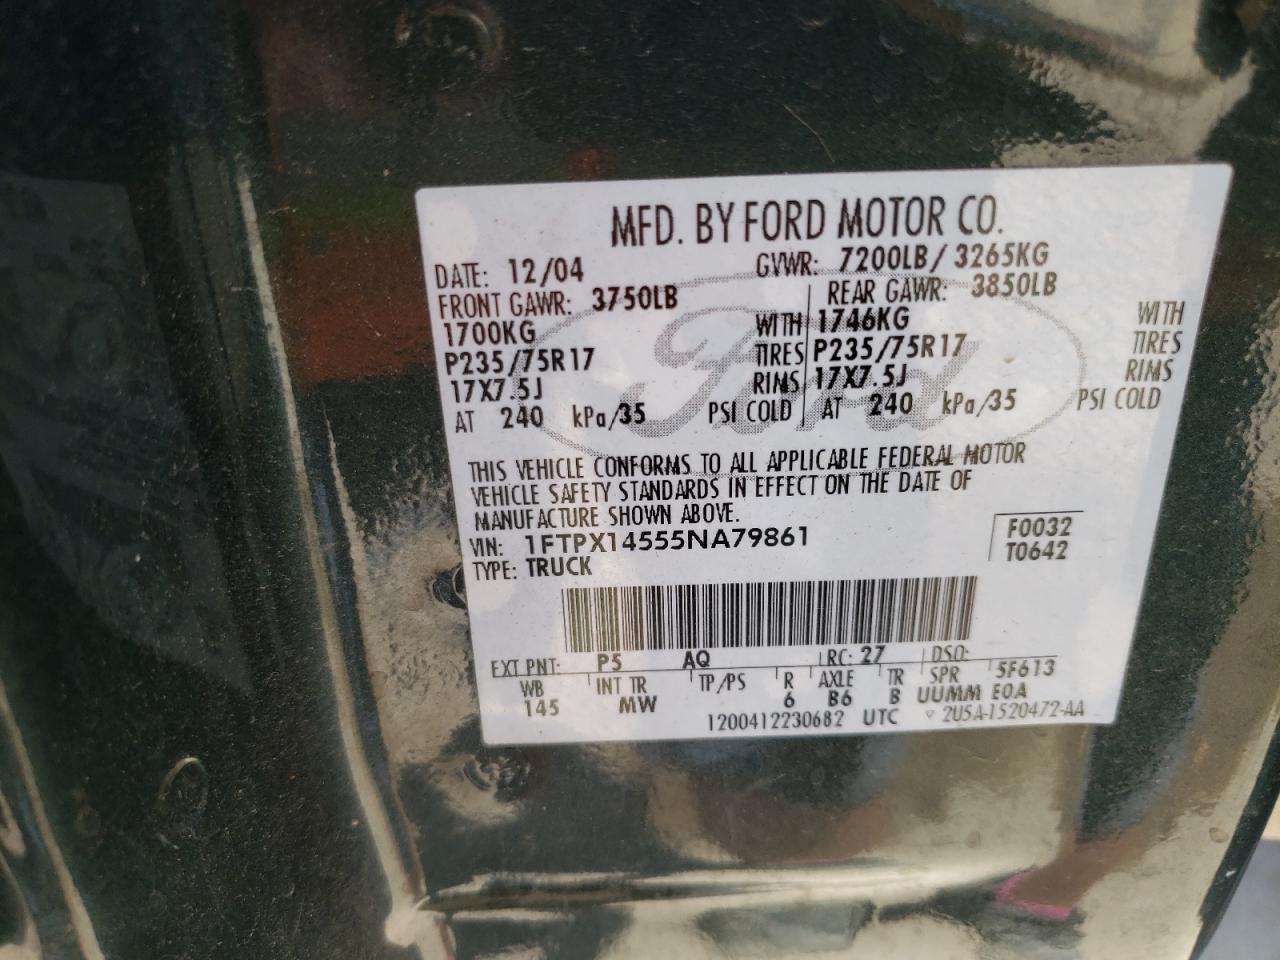 MFD. BY FORD MOTOR CO.
DATE: 12/04 GVWR: 7200LB / 3265KG
FRONT GAWR: 3750LB REAR GAWR: 3850LB
1700KG WITH 1746KG WITH
P235/75R17 TIRES P235/75R17 TIRES
17X7.5J RIMS 17X7.5J RIMS
AT 240 kPa/35 PSI COLD AT 240 kPa/35 PSI COLD
Ford
THIS VEHICLE CONFORMS TO ALL APPLICABLE FEDERAL MOTOR
VEHICLE SAFETY STANDARDS IN EFFECT ON THE DATE OF
MANUFACTURE SHOWN ABOVE.
VIN: 1FTPX14555NA79861 F0032
TYPE: TRUCK T0642
EXT PNT: P5 AQ RC: 27 DSO:
WB INT TR TP/PS R AXLE TR SPR 5F613
145 MW 6 B6 B UUMM EOA
1200412230682 UTC ▽ 2U5A-1520472-AA